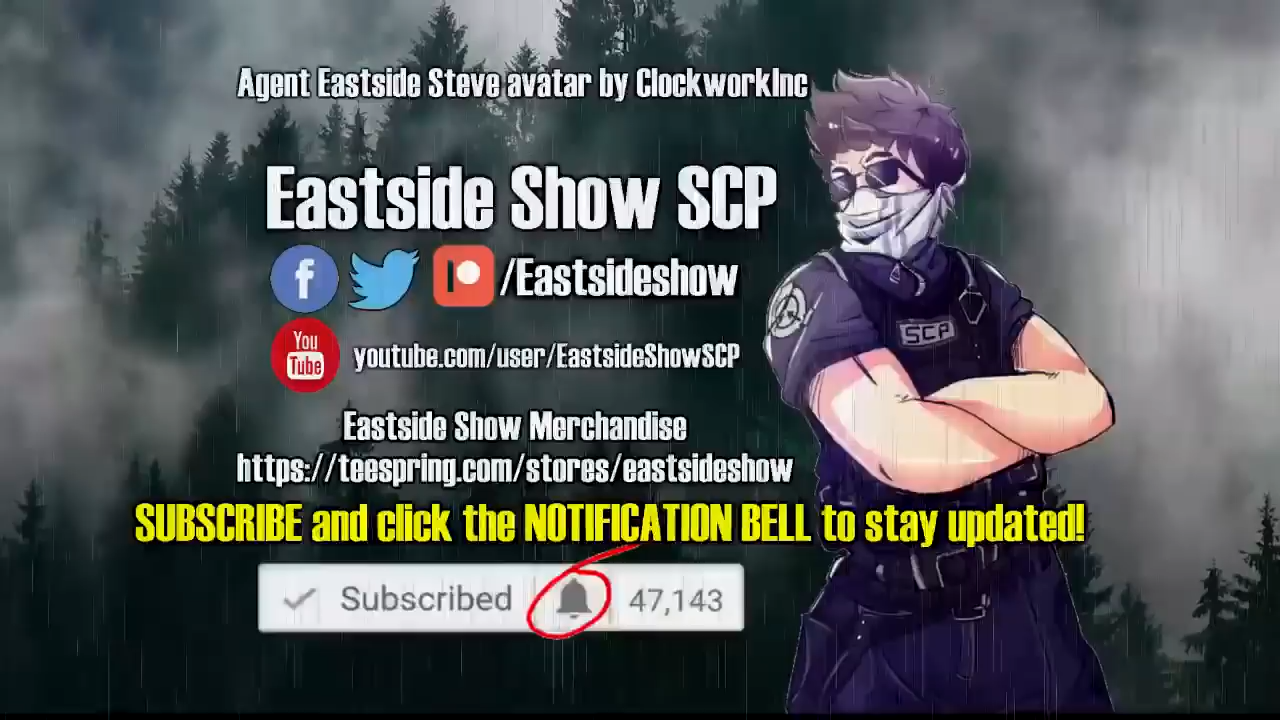 Agent Eastside Steve avatar by ClockworkInc
Eastside Show SCP
f /Eastsideshow
You Tube youtube.com/user/EastsideShowSCP
SCP
Eastside Show Merchandise
https://teespring.com/stores/eastsideshow
SUBSCRIBE and click the NOTIFICATION BELL to stay updated!
Subscribed 47,143